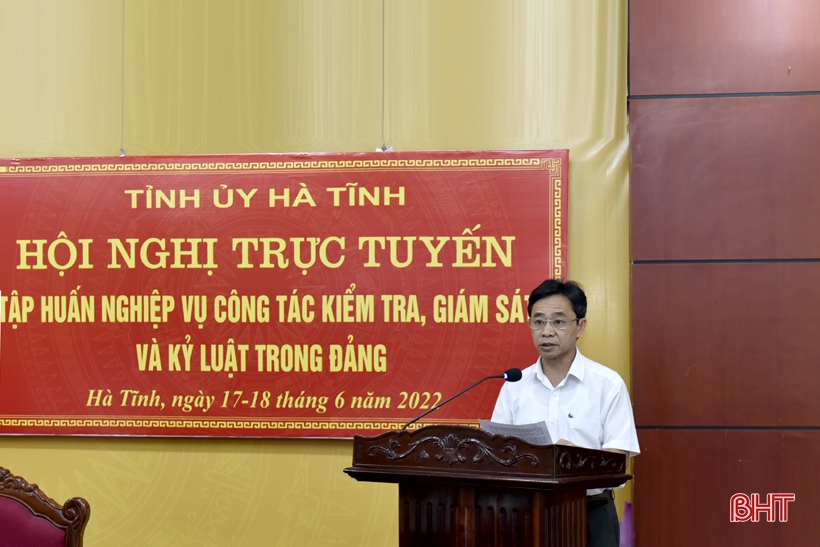 TỈNH ỦY HÀ TĨNH
HỘI NGHỊ TRỰC TUYẾN
TẬP HUẤN NGHIỆP VỤ CÔNG TÁC KIỂM TRA, GIÁM SÁT
VÀ KỶ LUẬT TRONG ĐẢNG
Hà Tĩnh, ngày 17-18 tháng 6 năm 2022
BHT